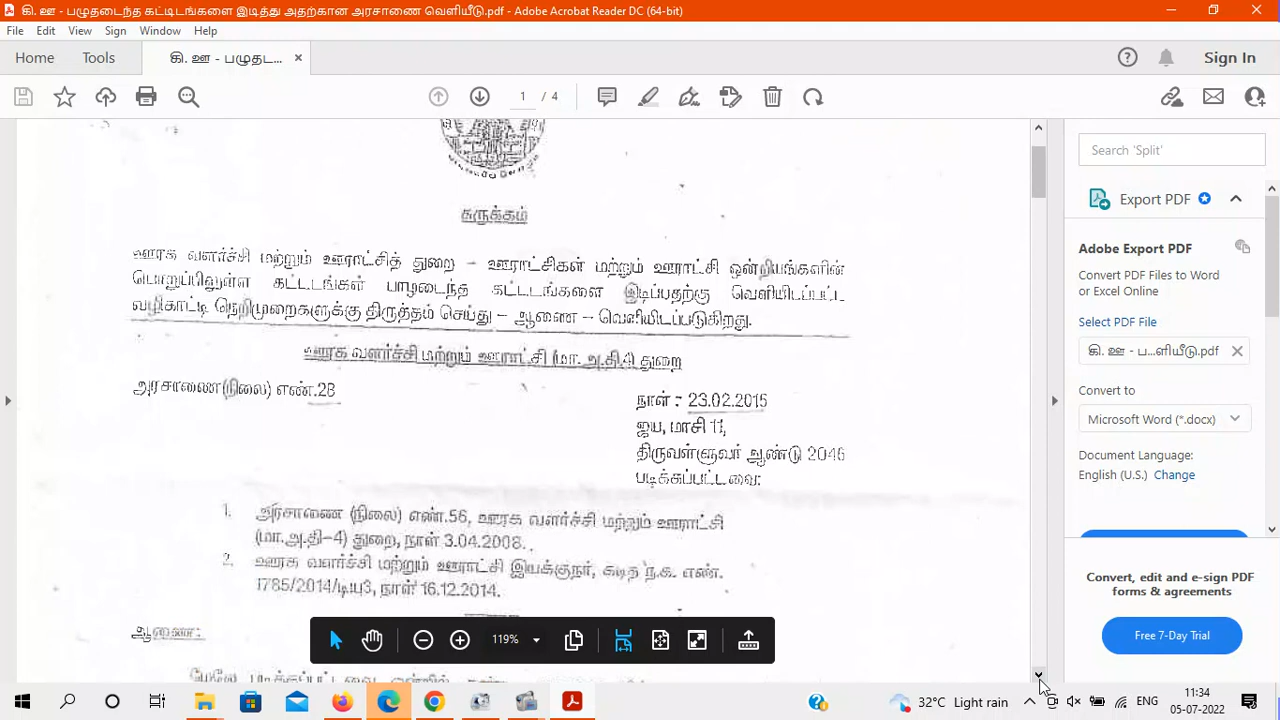 கி. ஊ - பழுதடைந்த கட்டிடங்களை இடித்து அதற்கான அரசாணை வெளியீடு.pdf - Adobe Acrobat Reader DC (64-bit)
File Edit View Sign Window Help
Home Tools கி. ஊ - பழுதட... Sign In
1 / 4
சுருக்கம்
ஊரக வளர்ச்சி மற்றும் ஊராட்சித் துறை – ஊராட்சிகள் மற்றும் ஊராட்சி ஒன்றியங்களின்
பொறுப்பிலுள்ள கட்டடங்கள் பாழடைந்த கட்டடங்களை இடிப்பதற்கு வெளியிடப்பட்ட
வழிகாட்டி நெறிமுறைகளுக்கு திருத்தம் செய்து – ஆணை – வெளியிடப்படுகிறது.
ஊரக வளர்ச்சி மற்றும் ஊராட்சி (மா.அ.தி.4) துறை
அரசாணை(நிலை) எண்.28
நாள் : 23.02.2015
ஜய, மாசி 11,
திருவள்ளுவர் ஆண்டு 2046
படிக்கப்பட்டவை:
1. அரசாணை (நிலை) எண்.56, ஊரக வளர்ச்சி மற்றும் ஊராட்சி
(மா.அ.தி-4) துறை, நாள் 3.04.2008.
2. ஊரக வளர்ச்சி மற்றும் ஊராட்சி இயக்குநர், கடித ந.க. எண்.
1785/2014/டிபு3, நாள் 16.12.2014.
ஆணை:
மேலே படிக்கப்பட்டவை ஒன்றில்
119%
Search 'Split'
Export PDF
Adobe Export PDF
Convert PDF Files to Word
or Excel Online
Select PDF File
கி. ஊ - ப...ளியீடு.pdf
Convert to
Microsoft Word (*.docx)
Document Language:
English (U.S.) Change
Convert, edit and e-sign PDF
forms & agreements
Free 7-Day Trial
32°C Light rain ENG 11:34
05-07-2022